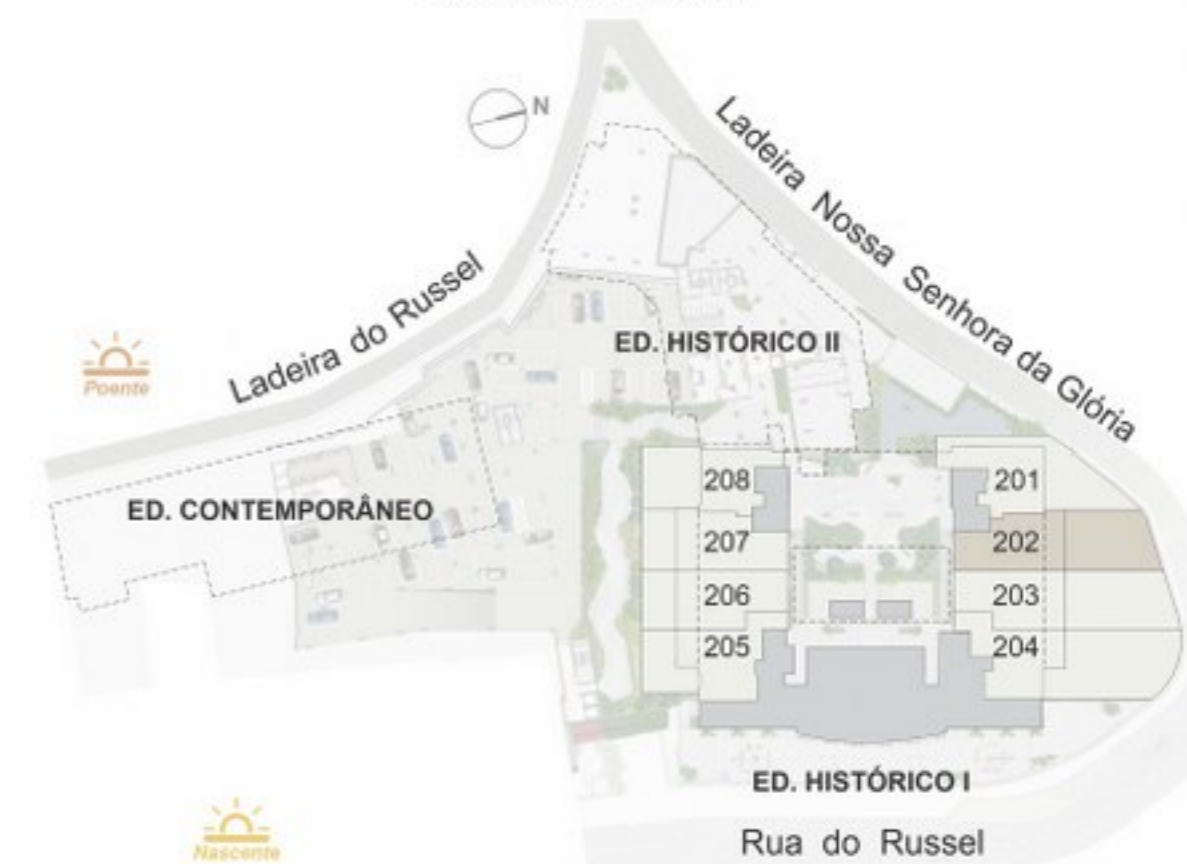 N
Ladeira Nossa Senhora da Glória
Ladeira do Russel
Poente
ED. HISTÓRICO II
ED. CONTEMPORÂNEO
208
201
207
202
206
203
205
204
ED. HISTÓRICO I
Rua do Russel
Nascente